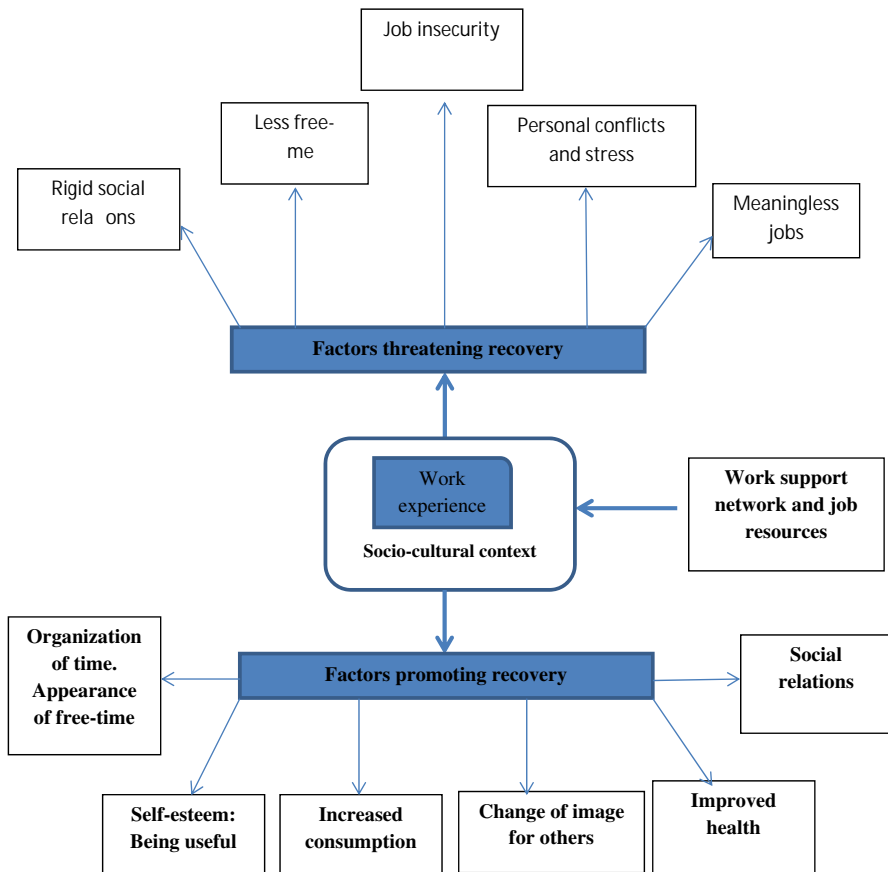 Job insecurity
Less free-
me
Personal conflicts
and stress
Rigid social
rela ons
Meaningless
jobs
Factors threatening recovery
Work
experience
Socio-cultural context
Work support
network and job
resources
Organization
of time.
Appearance
of free-time
Factors promoting recovery
Social
relations
Self-esteem:
Being useful
Increased
consumption
Change of image
for others
Improved
health